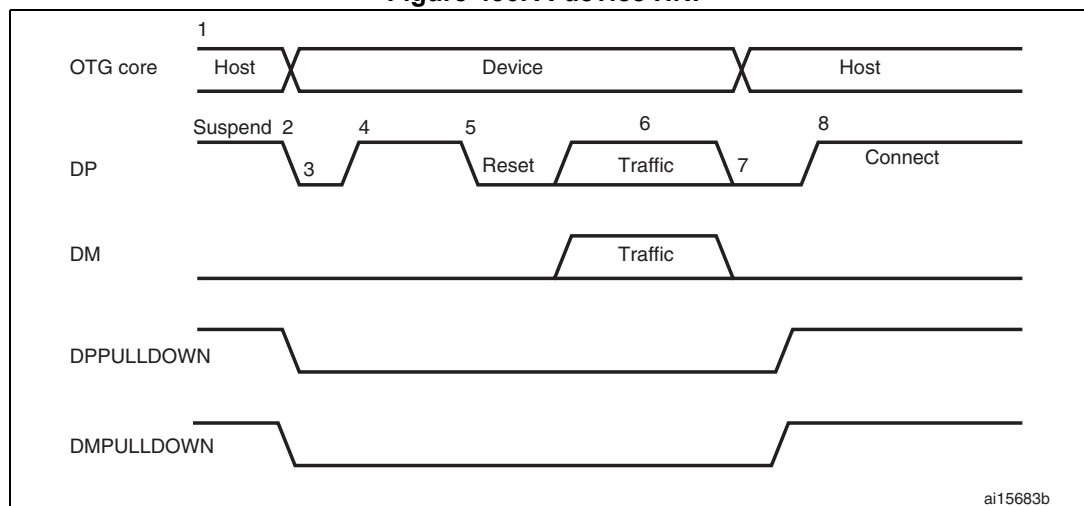 1
OTG core Host Device Host
Suspend 2 4 5 6 8
DP 3 Reset Traffic 7 Connect
DM Traffic
DPPULLDOWN
DMPULLDOWN
ai15683b